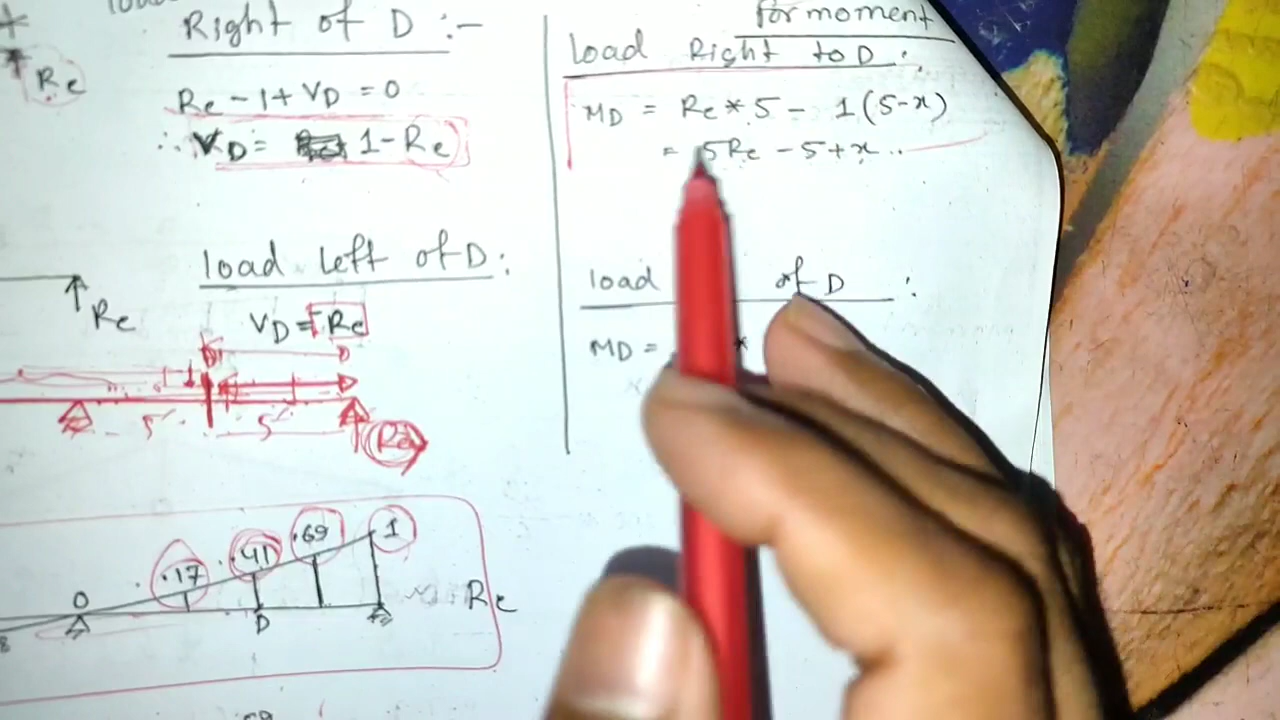 Re
Right of D :-
Re - 1 + VD = 0
∴ VD = 1 - Re
load left of D :
VD = -Re
Re
5'
5'
Re
0
.17
.41
.69
1
D
Re
for moment
load Right to D :
MD = Re * 5 - 1(5-x)
= 5Re - 5 + x ..
load of D :
MD = *